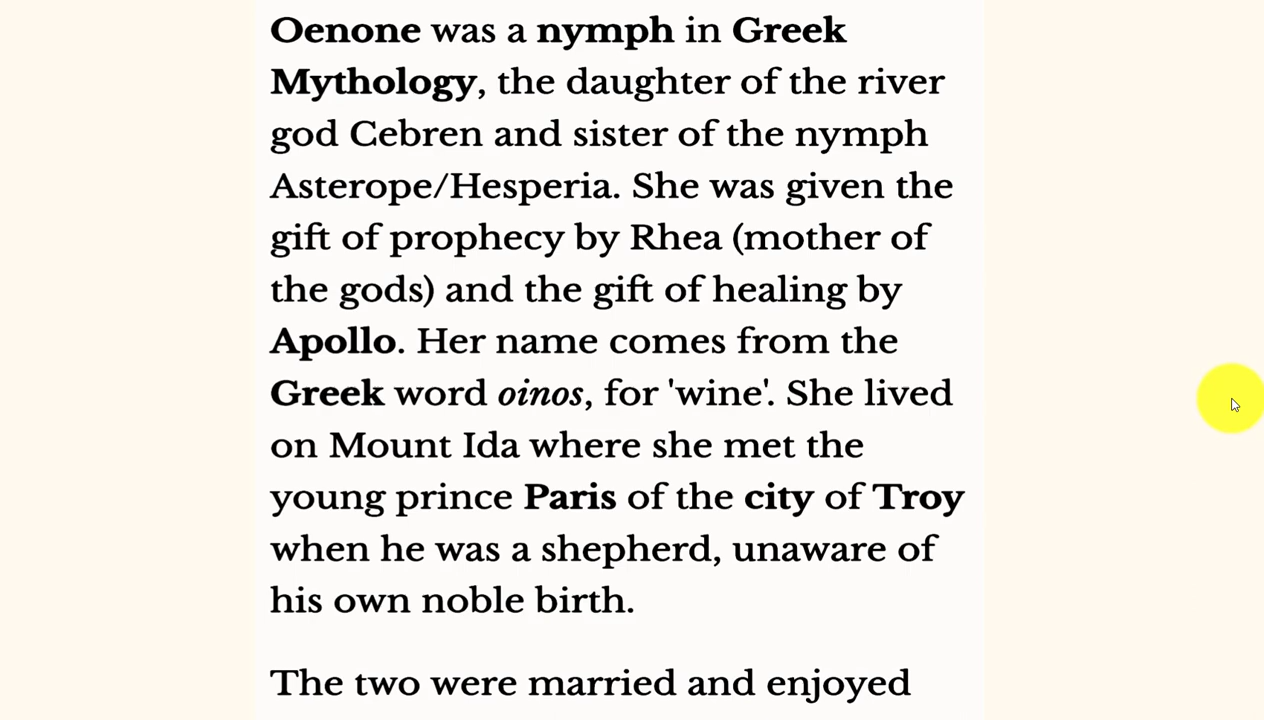 Oenone was a nymph in Greek
Mythology, the daughter of the river
god Cebren and sister of the nymph
Asterope/Hesperia. She was given the
gift of prophecy by Rhea (mother of
the gods) and the gift of healing by
Apollo. Her name comes from the
Greek word oinos, for 'wine'. She lived
on Mount Ida where she met the
young prince Paris of the city of Troy
when he was a shepherd, unaware of
his own noble birth.
The two were married and enjoyed